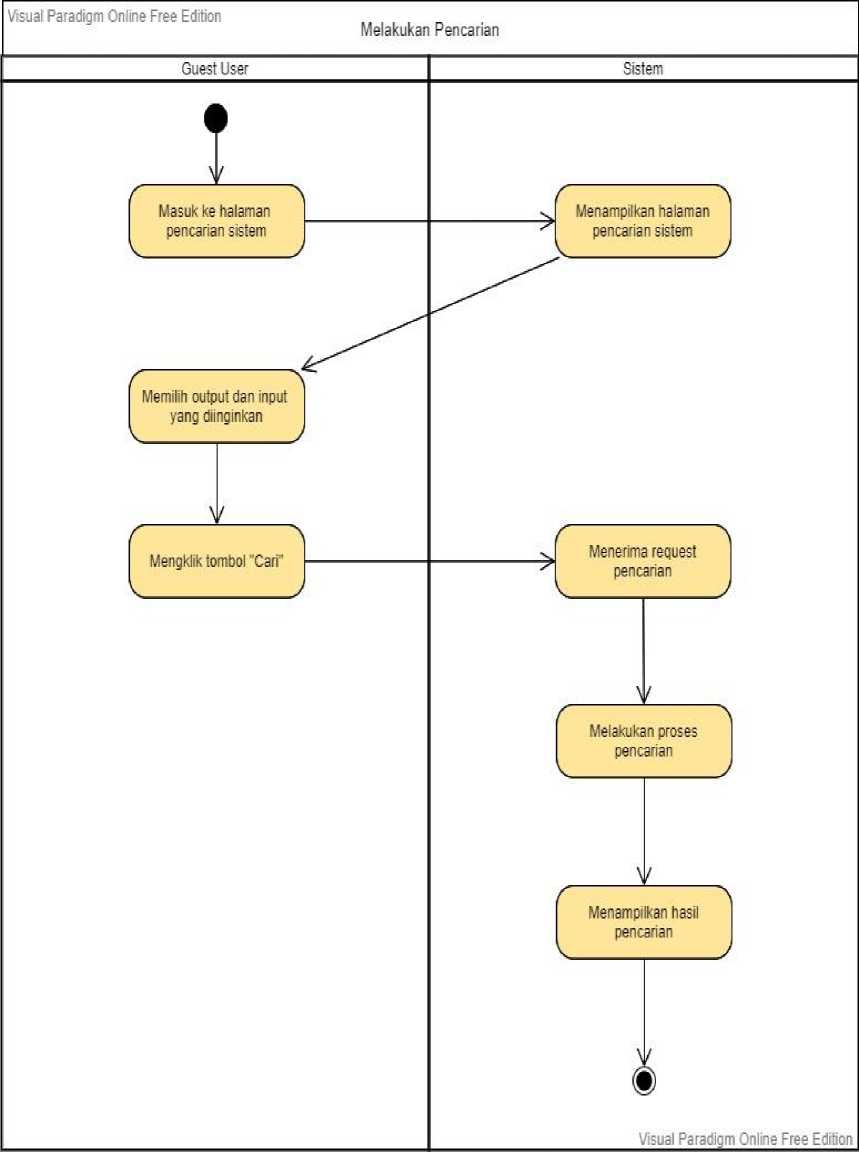 Visual Paradigm Online Free Edition
Melakukan Pencarian
Guest User
Sistem
Masuk ke halaman
pencarian sistem
Menampilkan halaman
pencarian sistem
Memilih output dan input
yang diinginkan
Mengklik tombol "Cari"
Menerima request
pencarian
Melakukan proses
pencarian
Menampilkan hasil
pencarian
Visual Paradigm Online Free Edition